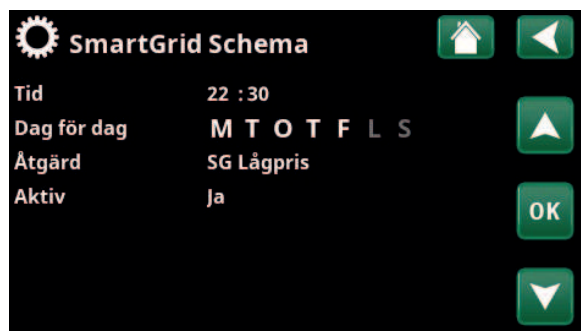 SmartGrid Schema
Tid 22 :30
Dag för dag M T O T F L S
Åtgärd SG Lågpris
Aktiv Ja
OK